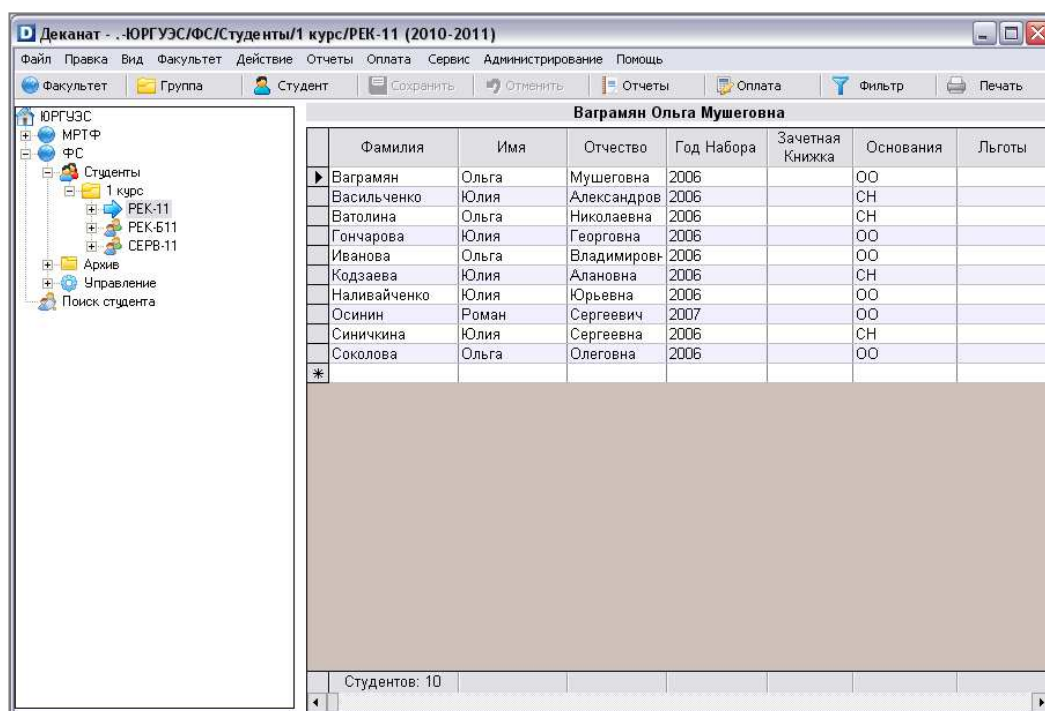 Деканат - .-ЮРГУЭС/ФС/Студенты/1 курс/РЕК-11 (2010-2011)
Файл Правка Вид Факультет Действие Отчеты Оплата Сервис Администрирование Помощь
Факультет Группа Студент Сохранить Отменить Отчеты Оплата Фильтр Печать
ЮРГУЭС
МРТФ
ФС
Студенты
1 курс
РЕК-11
РЕК-Б11
СЕРВ-11
Архив
Управление
Поиск студента
Ваграмян Ольга Мушеговна
Фамилия Имя Отчество Год Набора Зачетная Книжка Основания Льготы
Ваграмян Ольга Мушеговна 2006 ОО
Васильченко Юлия Александров 2006 СН
Ватолина Ольга Николаевна 2006 СН
Гончарова Юлия Георговна 2006 ОО
Иванова Ольга Владимировн 2006 ОО
Кодзаева Юлия Алановна 2006 СН
Наливайченко Юлия Юрьевна 2006 ОО
Осинин Роман Сергеевич 2007 ОО
Синичкина Юлия Сергеевна 2006 СН
Соколова Ольга Олеговна 2006 ОО
Студентов: 10